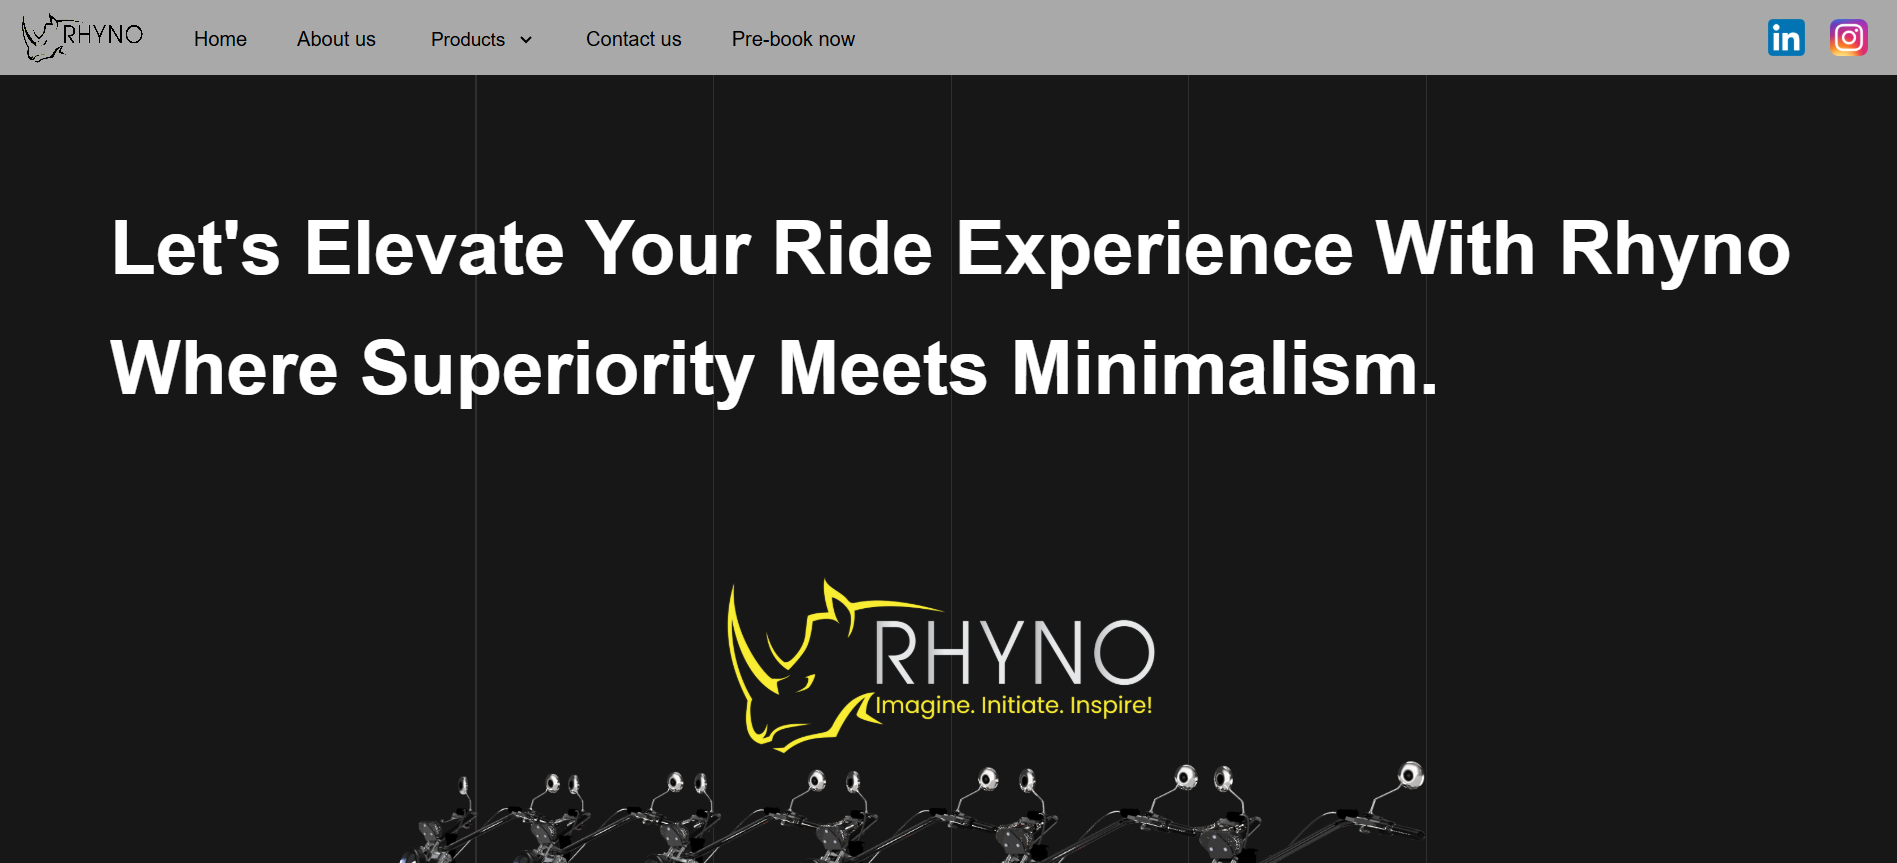 RHYNO
Home
About us
Products
Contact us
Pre-book now
in
Let's Elevate Your Ride Experience With Rhyno
Where Superiority Meets Minimalism.
RHYNO
Imagine. Initiate. Inspire!